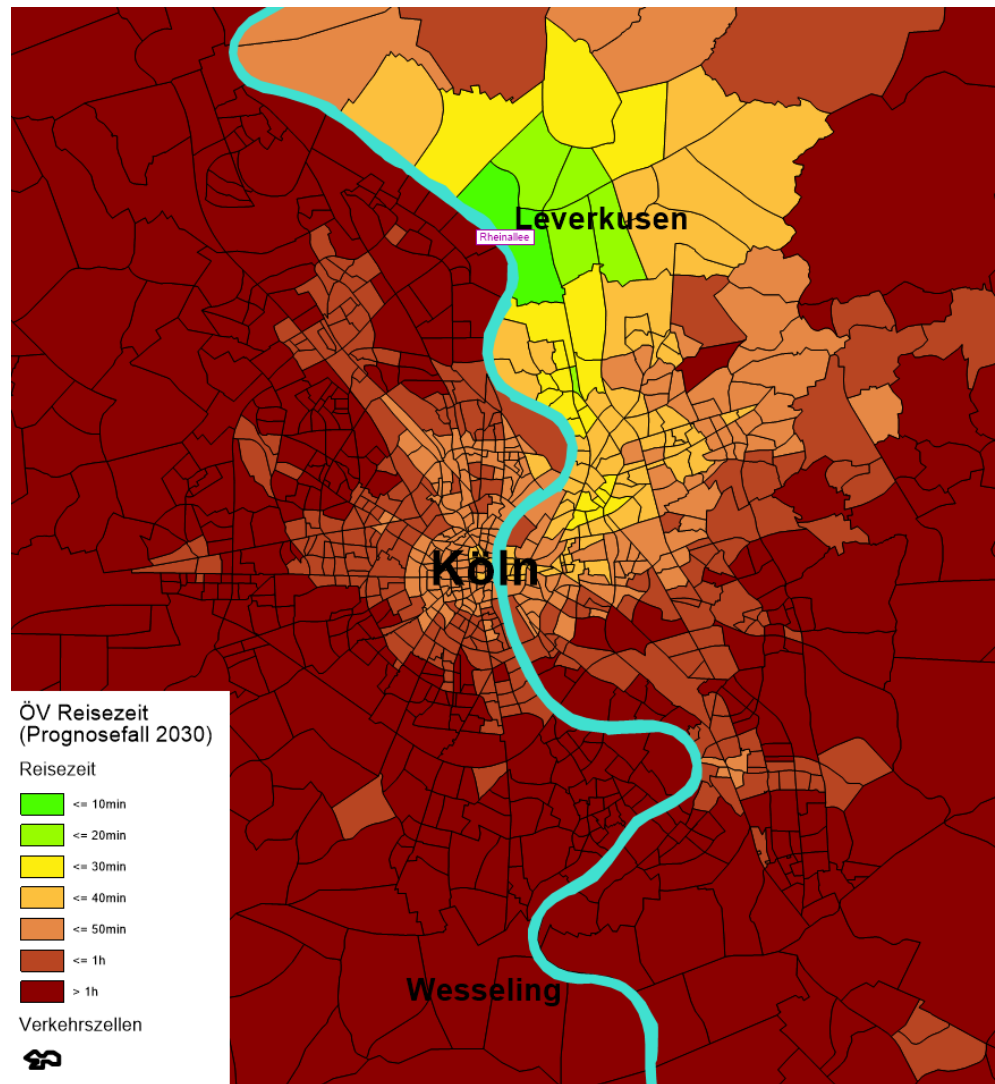 Leverkusen
Rheinallee
Köln
Wesseling
ÖV Reisezeit
(Prognosefall 2030)
Reisezeit
<= 10min
<= 20min
<= 30min
<= 40min
<= 50min
<= 1h
> 1h
Verkehrszellen